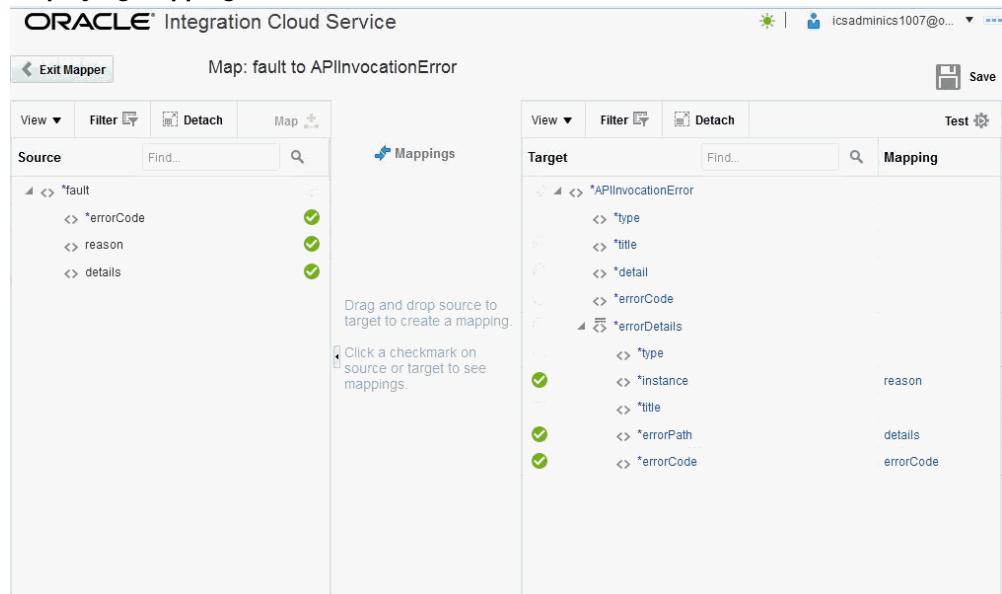 ORACLE® Integration Cloud Service
icsadminics1007@o... ▼
Exit Mapper
Map: fault to APIInvocationError
Save
View ▼ Filter Detach Map
View ▼ Filter Detach Test
Source Find...
Mappings
Target Find... Mapping
<> *fault
<> *APIInvocationError
<> *errorCode
<> *type
<> reason
<> *title
<> details
<> *detail
<> *errorCode
Drag and drop source to
target to create a mapping.
<> *errorDetails
Click a checkmark on
source or target to see
mappings.
<> *type
<> *instance reason
<> *title
<> *errorPath details
<> *errorCode errorCode